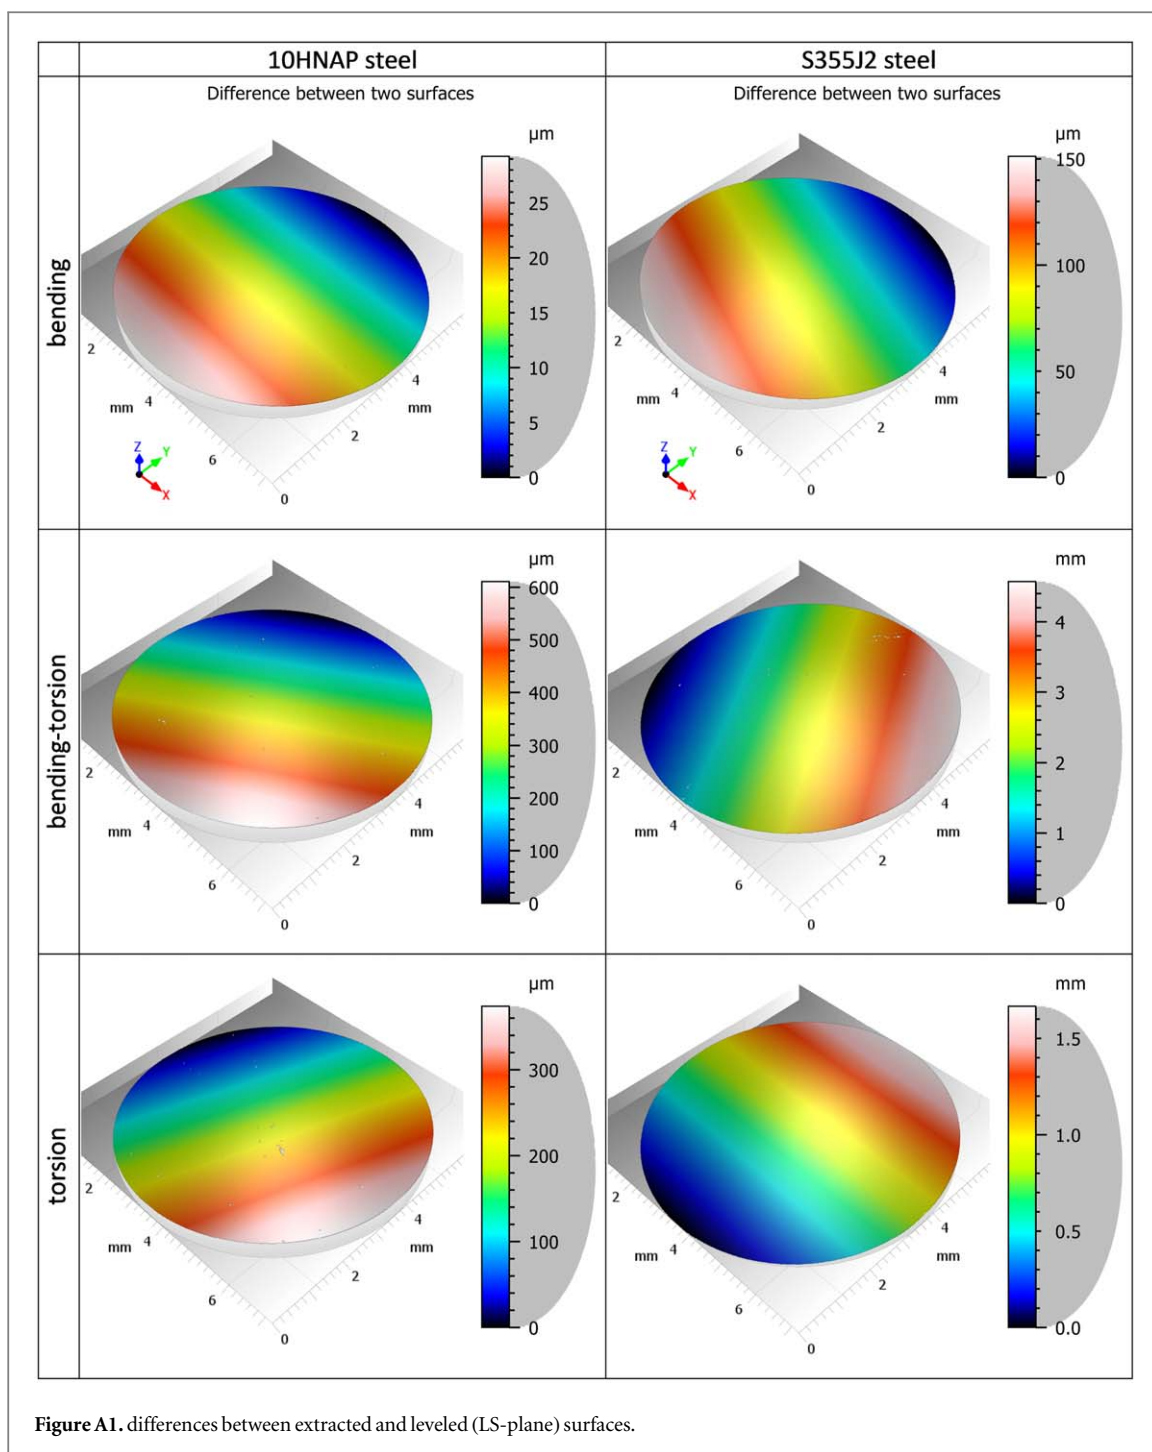 10HNAP steel
S355J2 steel
bending
Difference between two surfaces
µm
25
20
15
10
5
0
2
mm
4
6
0
2
4
mm
Z
Y
X
Difference between two surfaces
µm
150
100
50
0
2
mm
4
6
0
2
4
mm
Z
Y
X
bending-torsion
µm
600
500
400
300
200
100
0
2
mm
4
6
0
2
4
mm
mm
4
3
2
1
0
2
mm
4
6
0
2
4
mm
torsion
µm
300
200
100
0
2
mm
4
6
0
2
4
mm
mm
1.5
1.0
0.5
0.0
2
mm
4
6
0
2
4
mm
Figure A1. differences between extracted and leveled (LS-plane) surfaces.